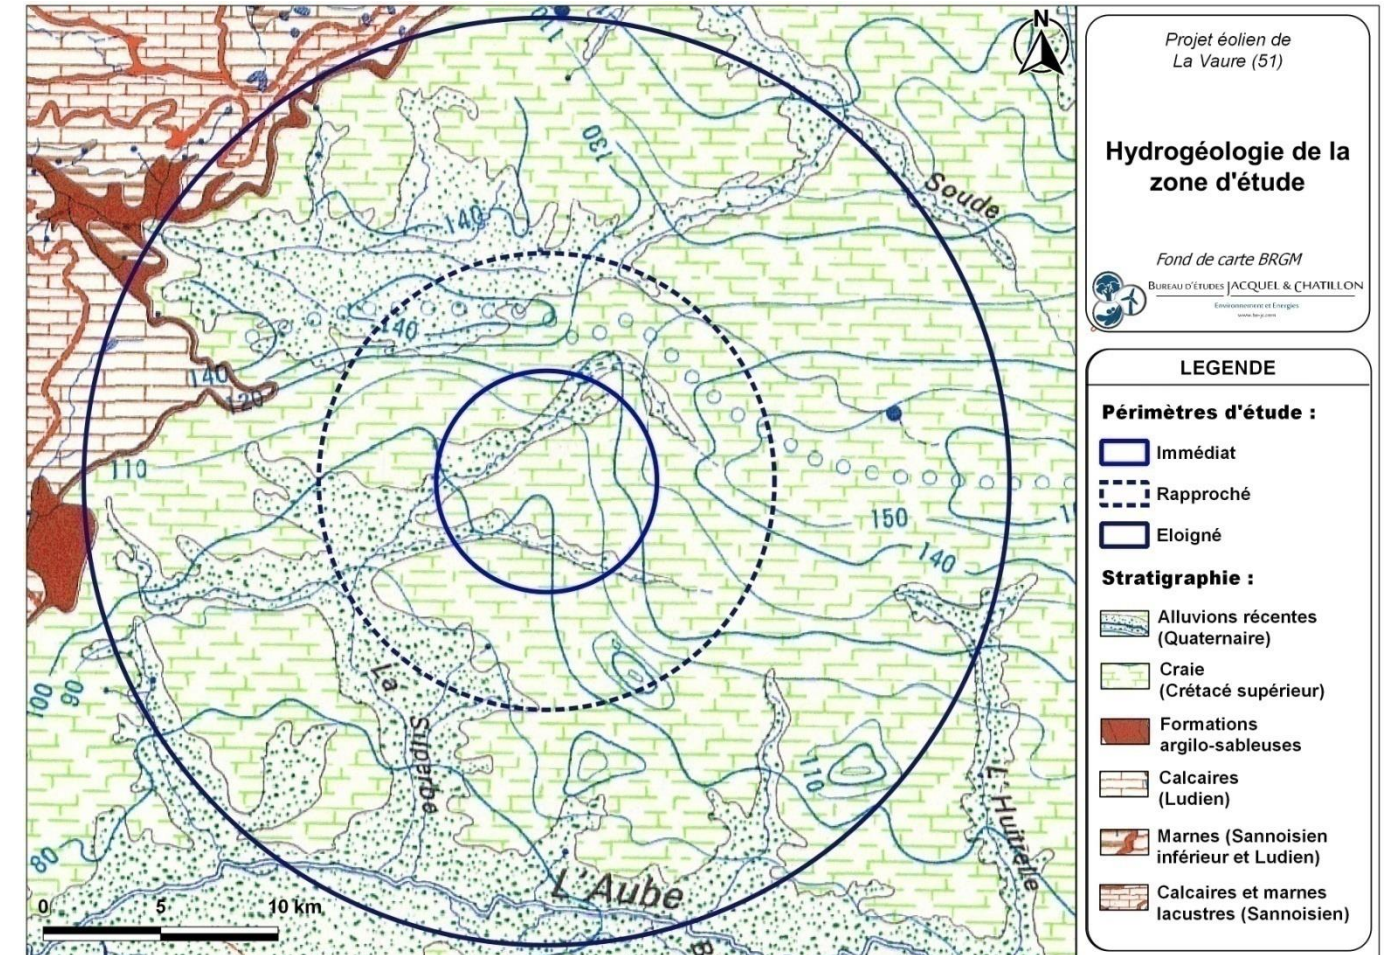 110
N
130
Soude
140
140
140
120
110
150
140
100
90
La
Superbe
110
L'Huitrelle
80
L'Aube
0 5 10 km
Projet éolien de
La Vaure (51)
Hydrogéologie de la
zone d'étude
Fond de carte BRGM
BUREAU D'ÉTUDES JACQUEL & CHATILLON
Environnement et Energies
LEGENDE
Périmètres d'étude :
Immédiat
Rapproché
Eloigné
Stratigraphie :
Alluvions récentes
(Quaternaire)
Craie
(Crétacé supérieur)
Formations
argilo-sableuses
Calcaires
(Ludien)
Marnes (Sannoisien
inférieur et Ludien)
Calcaires et marnes
lacustres (Sannoisien)